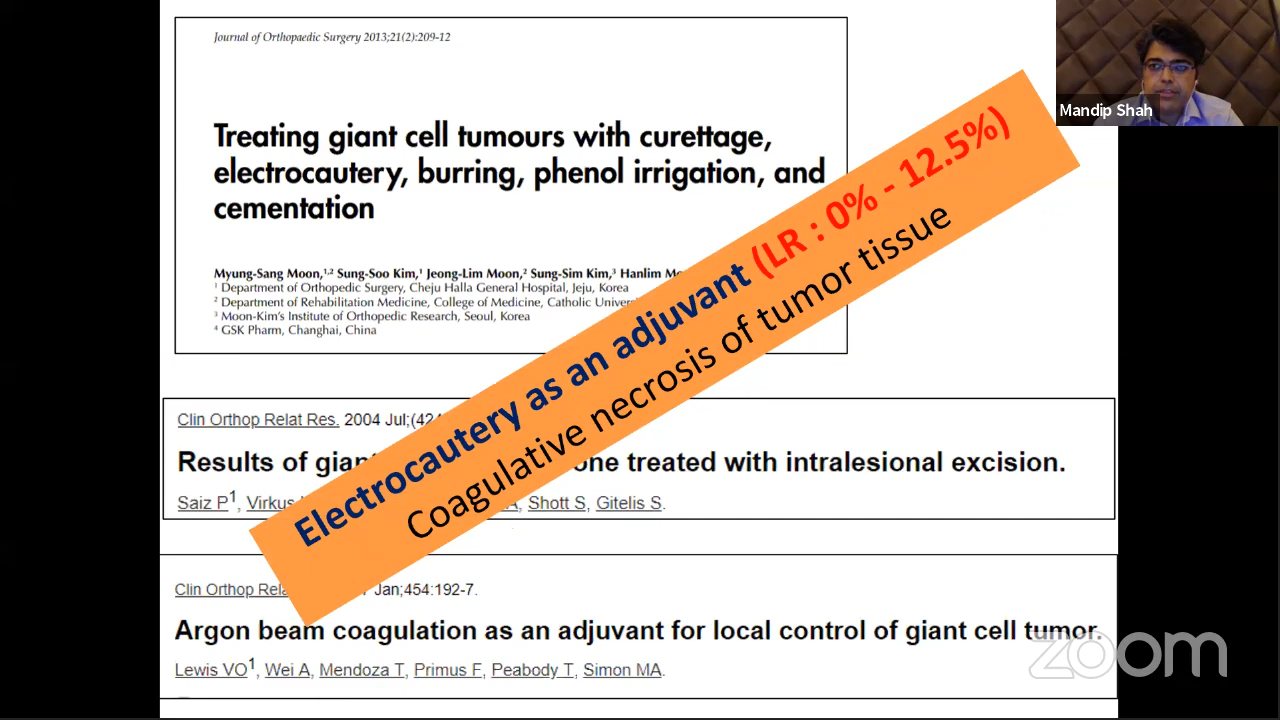 Journal of Orthopaedic Surgery 2013;21(2):209-12
Treating giant cell tumours with curettage,
electrocautery, burring, phenol irrigation, and
cementation
Myung-Sang Moon,1,2 Sung-Soo Kim,1 Jeong-Lim Moon,2 Sung-Sim Kim,3 Hanlim
1 Department of Orthopedic Surgery, Cheju Halla General Hospital, Jeju, Korea
2 Department of Rehabilitation Medicine, College of Medicine, Catholic
3 Moon-Kim's Institute of Orthopedic Research, Seoul, Korea
4 GSK Pharm, Changhai, China
Electrocautery as an adjuvant (LR : 0% - 12.5%)
Coagulative necrosis of tumor tissue
Clin Orthop Relat Res. 2004 Jul;(42
Results of treated with intralesional excision.
Saiz P1, Shott S, Gitelis S.
Clin Orthop Jan;454:192-7.
Argon beam coagulation as an adjuvant for local control of giant cell tumor.
Lewis VO1, Wei A, Mendoza T, Primus F, Peabody T, Simon MA.
Mandip Shah
zoom